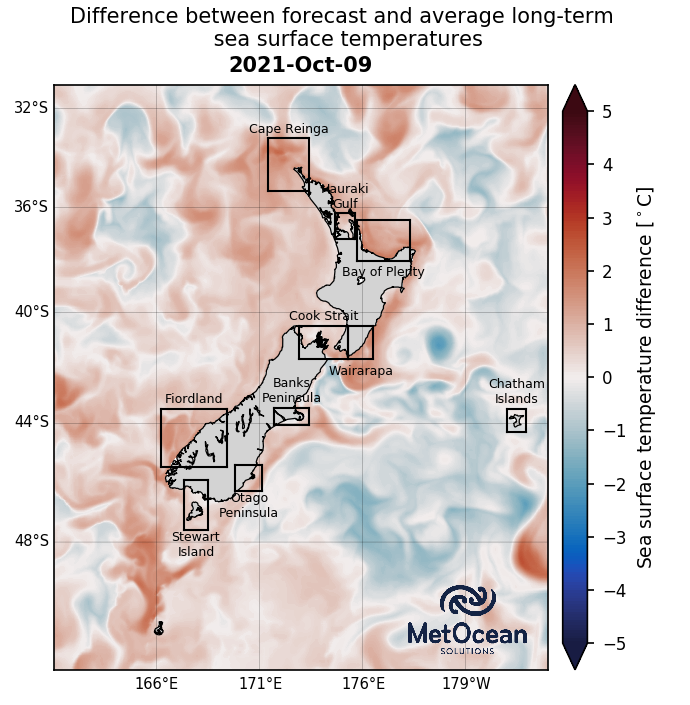 Difference between forecast and average long-term
sea surface temperatures
2021-Oct-09
32°S
36°S
40°S
44°S
48°S
Cape Reinga
Hauraki
Gulf
Bay of Plenty
Cook Strait
Wairarapa
Banks
Peninsula
Chatham
Islands
Fiordland
Otago
Peninsula
Stewart
Island
MetOcean
SOLUTIONS
166°E
171°E
176°E
179°W
5
4
3
2
1
0
−1
−2
−3
−4
−5
Sea surface temperature difference [°C]